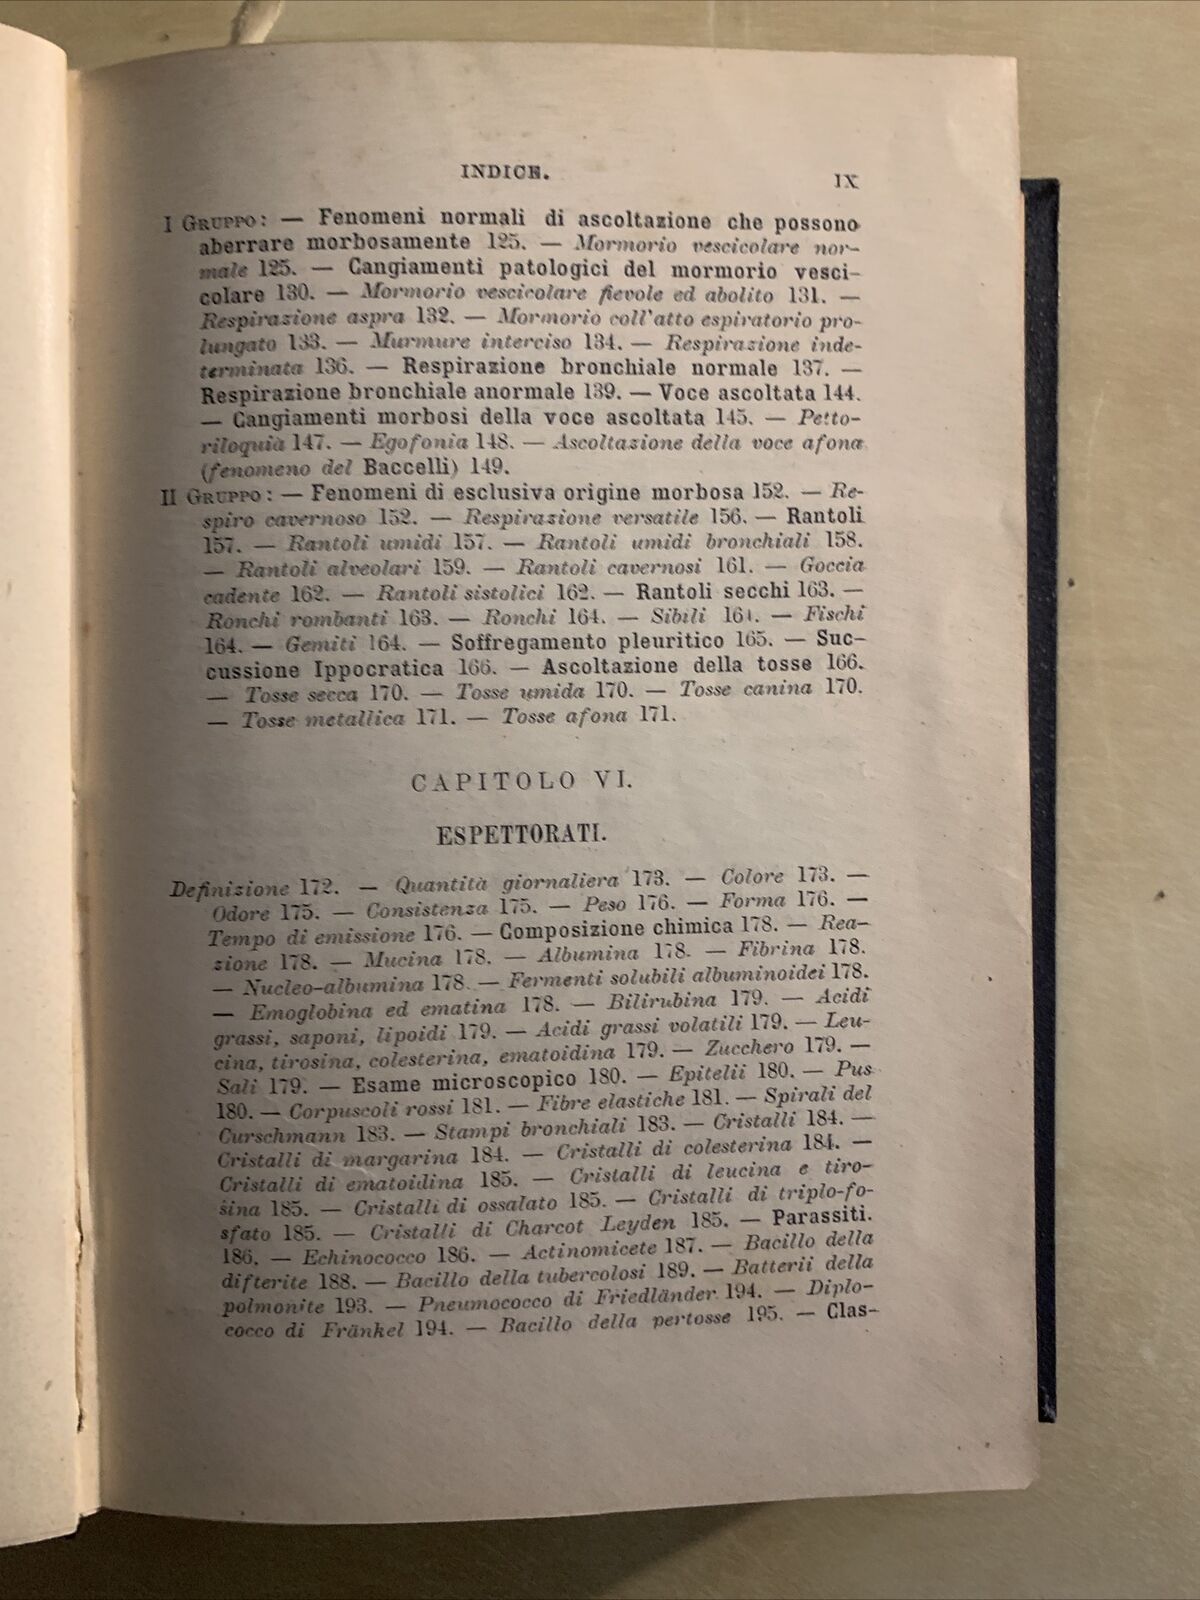 INDICE.
IX
I GRUPPO: — Fenomeni normali di ascoltazione che possono
aberrare morbosamente 125. — Mormorio vescicolare nor-
male 125. — Cangiamenti patologici del mormorio vesci-
colare 130. — Mormorio vescicolare fievole ed abolito 131. —
Respirazione aspra 132. — Mormorio coll'atto espiratorio pro-
lungato 133. — Murmure interciso 134. — Respirazione inde-
terminata 136. — Respirazione bronchiale normale 137. —
Respirazione bronchiale anormale 139. — Voce ascoltata 144.
— Cangiamenti morbosi della voce ascoltata 145. — Petto-
riloquia 147. — Egofonia 148. — Ascoltazione della voce afona
(fenomeno del Baccelli) 149.
II GRUPPO: — Fenomeni di esclusiva origine morbosa 152. — Re-
spiro cavernoso 152. — Respirazione versatile 156. — Rantoli
157. — Rantoli umidi 157. — Rantoli umidi bronchiali 158.
— Rantoli alveolari 159. — Rantoli cavernosi 161. — Goccia
cadente 162. — Rantoli sistolici 162. — Rantoli secchi 163. —
Ronchi rombanti 163. — Ronchi 164. — Sibili 164. — Fischi
164. — Gemiti 164. — Soffregamento pleuritico 165. — Suc-
cussione Ippocratica 166. — Ascoltazione della tosse 166.
— Tosse secca 170. — Tosse umida 170. — Tosse canina 170.
— Tosse metallica 171. — Tosse afona 171.
CAPITOLO VI.
ESPETTORATI.
Definizione 172. — Quantità giornaliera 173. — Colore 173. —
Odore 175. — Consistenza 175. — Peso 176. — Forma 176. —
Tempo di emissione 176. — Composizione chimica 178. — Rea-
zione 178. — Mucina 178. — Albumina 178. — Fibrina 178.
— Nucleo-albumina 178. — Fermenti solubili albuminoidei 178.
— Emoglobina ed ematina 178. — Bilirubina 179. — Acidi
grassi, saponi, lipoidi 179. — Acidi grassi volatili 179. — Leu-
cina, tirosina, colesterina, ematoidina 179. — Zucchero 179. —
Sali 179. — Esame microscopico 180. — Epitelii 180. — Pus
180. — Corpuscoli rossi 181. — Fibre elastiche 181. — Spirali del
Curschmann 183. — Stampi bronchiali 183. — Cristalli 184. —
Cristalli di margarina 184. — Cristalli di colesterina 184. —
Cristalli di ematoidina 185. — Cristalli di leucina e tiro-
sina 185. — Cristalli di ossalato 185. — Cristalli di triplo-fo-
sfato 185. — Cristalli di Charcot Leyden 185. — Parassiti.
186. — Echinococco 186. — Actinomicete 187. — Bacillo della
difterite 188. — Bacillo della tubercolosi 189. — Batterii della
polmonite 193. — Pneumococco di Friedländer 194. — Diplo-
cocco di Fränkel 194. — Bacillo della pertosse 195. — Clas-